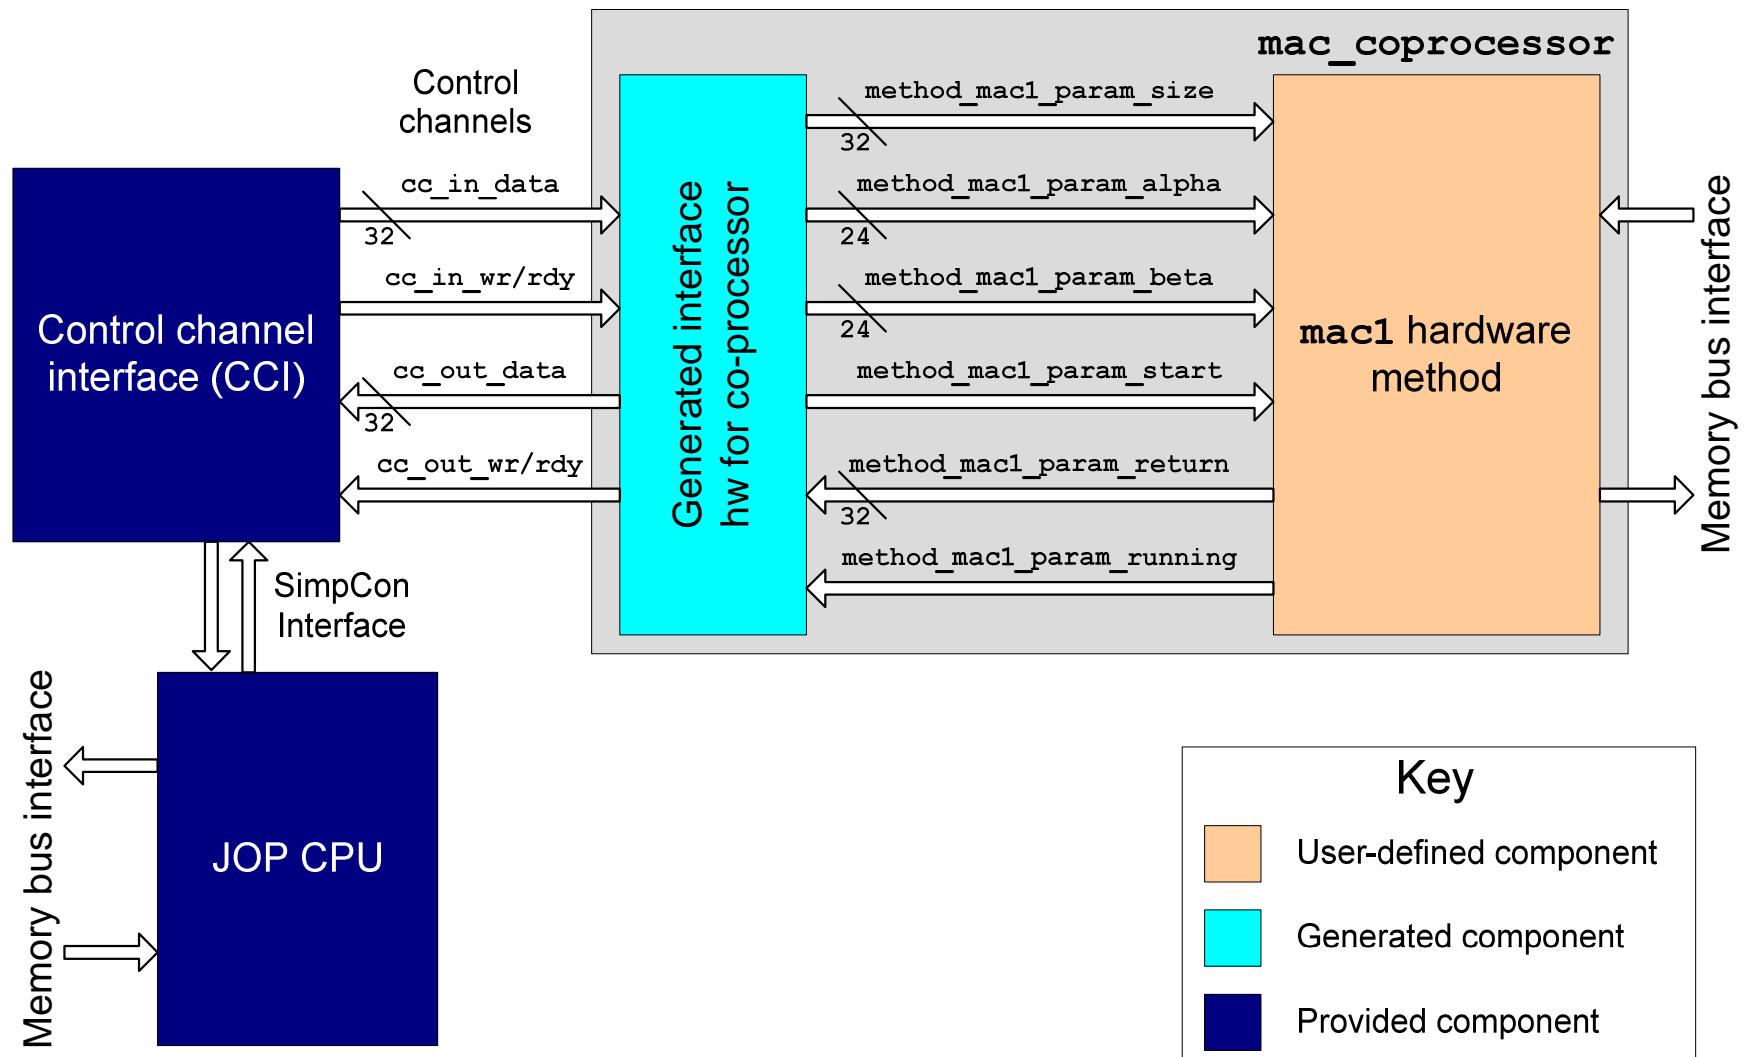 mac_coprocessor
Control
channels
method_mac1_param_size
32
cc_in_data
32
method_mac1_param_alpha
24
cc_in_wr/rdy
method_mac1_param_beta
24
Control channel
interface (CCI)
Generated interface
hw for co-processor
mac1 hardware
method
Memory bus interface
cc_out_data
32
method_mac1_param_start
cc_out_wr/rdy
method_mac1_param_return
32
method_mac1_param_running
SimpCon
Interface
Memory bus interface
JOP CPU
Key
User-defined component
Generated component
Provided component